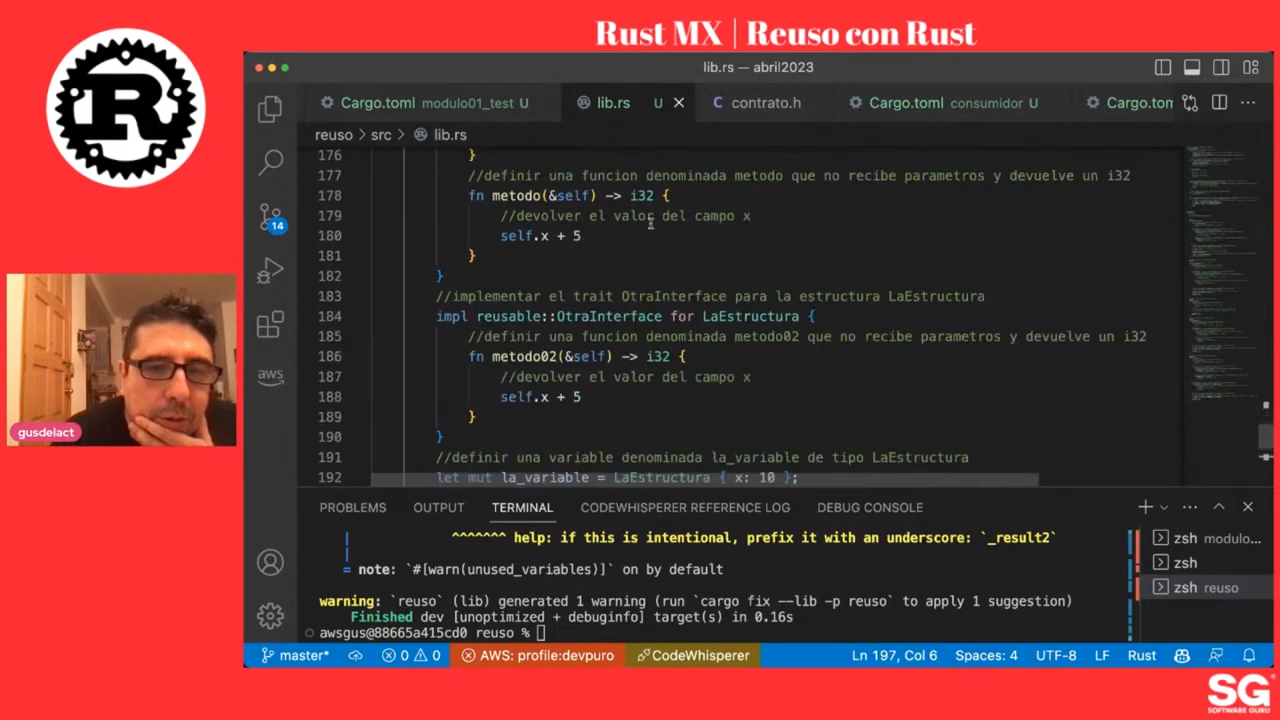 Rust MX | Reuso con Rust
lib.rs — abril2023
Cargo.toml modulo01_test U
lib.rs U
contrato.h
Cargo.toml consumidor U
Cargo.tom
reuso > src > lib.rs
176 }
177 //definir una funcion denominada metodo que no recibe parametros y devuelve un i32
178 fn metodo(&self) -> i32 {
179 //devolver el valor del campo x
180 self.x + 5
181 }
182 }
183 //implementar el trait OtraInterface para la estructura LaEstructura
184 impl reusable::OtraInterface for LaEstructura {
185 //definir una funcion denominada metodo02 que no recibe parametros y devuelve un i32
186 fn metodo02(&self) -> i32 {
187 //devolver el valor del campo x
188 self.x + 5
189 }
190 }
191 //definir una variable denominada la_variable de tipo LaEstructura
192 let mut la_variable = LaEstructura { x: 10 };
14
aws
gusdelact
PROBLEMS OUTPUT TERMINAL CODEWHISPERER REFERENCE LOG DEBUG CONSOLE
^^^^^^^ help: if this is intentional, prefix it with an underscore: `_result2`
= note: `#[warn(unused_variables)]` on by default
warning: `reuso` (lib) generated 1 warning (run `cargo fix --lib -p reuso` to apply 1 suggestion)
Finished dev [unoptimized + debuginfo] target(s) in 0.16s
awsgus@88665a415cd0 reuso %
zsh modulo...
zsh
zsh reuso
master* 0 0 AWS: profile:devpuro CodeWhisperer Ln 197, Col 6 Spaces: 4 UTF-8 LF Rust
R
SG
SOFTWARE GURU